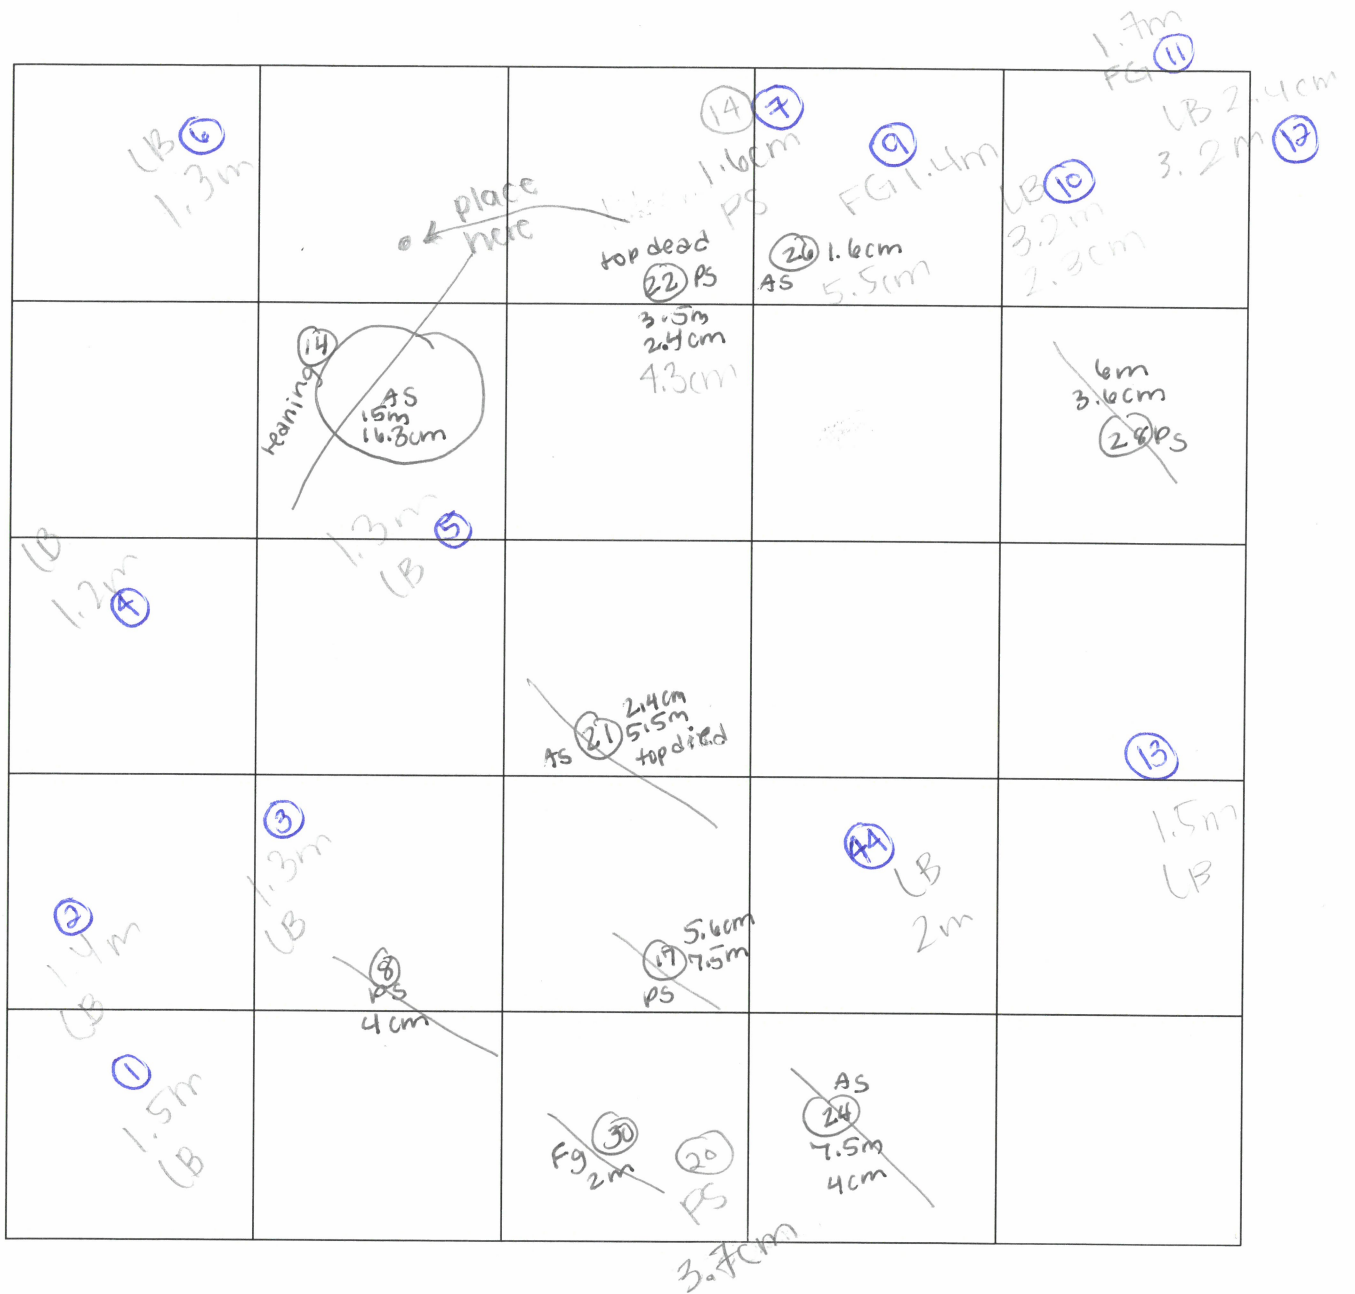 1.7m
FG 11
LB 2.4cm
3.2m 12
LB 6
1.3m
14 7
1.6cm
PS
9
FG 1.4m
LB 10
3.2m
2.3cm
place
here
top dead
22 PS
3.5m
2.4cm
4.3cm
26 1.6cm
AS
5.5cm
14
leaning
AS
15m
16.3cm
6m
3.6cm
28 PS
1.3m 5
LB
LB
1.2m
4
2.4cm
21 5.5m
AS top died
13
1.5m
LB
3
1.3m
LB
44
LB
2m
2
1.4m
LB
8
PS
4cm
5.6cm
19 7.5m
PS
1
1.5m
LB
30
Fg
2m
20
PS
3.7cm
AS
24
7.5m
4cm